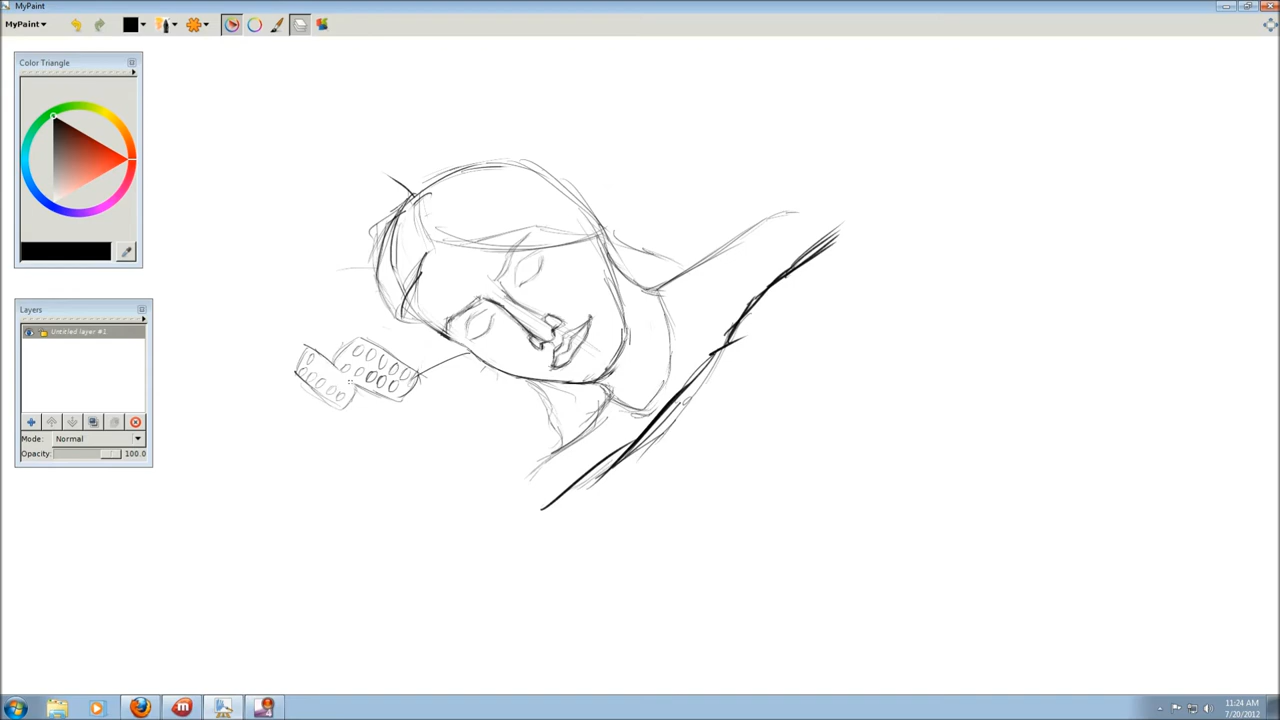 MyPaint
MyPaint
Color Triangle
Layers
Untitled layer #1
Mode: Normal
Opacity: 100.0
11:24 AM
7/20/2012